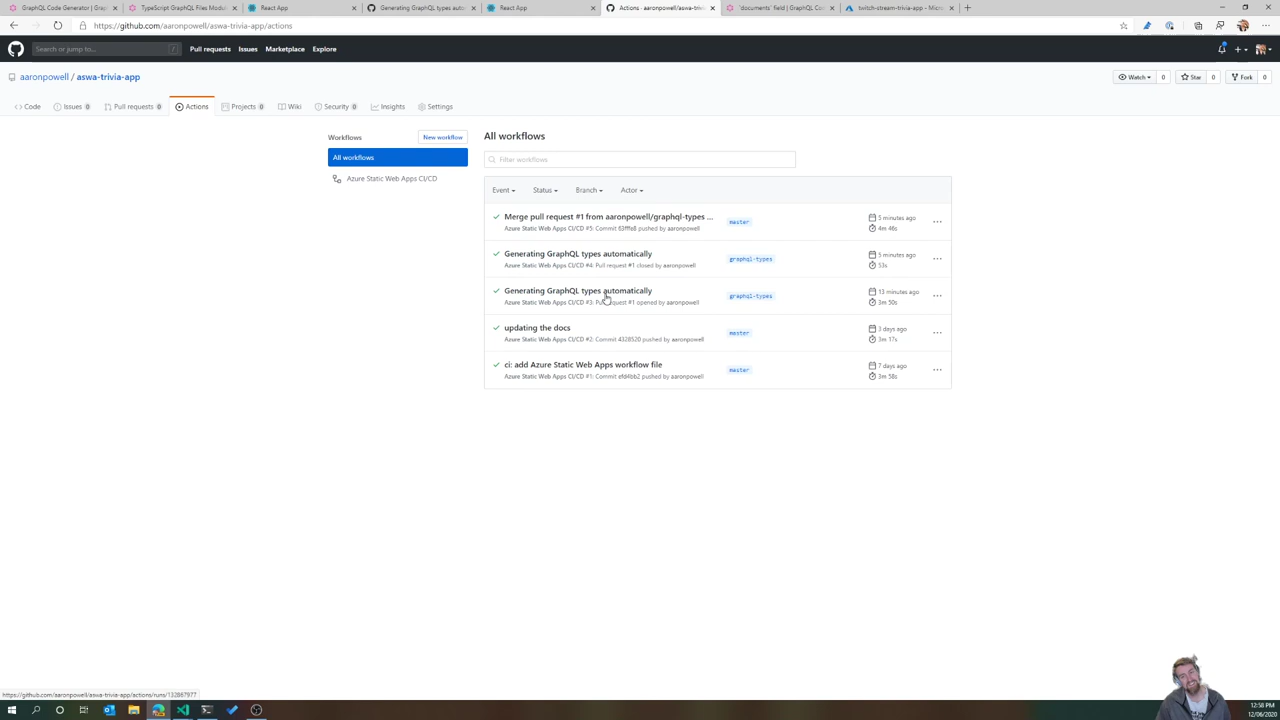 GraphQL Code Generator | Grap
TypeScript GraphQL Files Modul
React App
Generating GraphQL types auto
React App
Actions · aaronpowell/aswa-trivi
'documents' field | GraphQL Co
twitch-stream-trivia-app - Micro
https://github.com/aaronpowell/aswa-trivia-app/actions
Search or jump to...
/
Pull requests
Issues
Marketplace
Explore
aaronpowell / aswa-trivia-app
Watch
0
Star
0
Fork
0
Code
Issues 0
Pull requests 0
Actions
Projects 0
Wiki
Security 0
Insights
Settings
Workflows
New workflow
All workflows
Azure Static Web Apps CI/CD
All workflows
Filter workflows
Event
Status
Branch
Actor
Merge pull request #1 from aaronpowell/graphql-types ...
Azure Static Web Apps CI/CD #5: Commit 63fffe8 pushed by aaronpowell
master
5 minutes ago
4m 46s
Generating GraphQL types automatically
Azure Static Web Apps CI/CD #4: Pull request #1 closed by aaronpowell
graphql-types
5 minutes ago
53s
Generating GraphQL types automatically
Azure Static Web Apps CI/CD #3: Pull request #1 opened by aaronpowell
graphql-types
13 minutes ago
3m 50s
updating the docs
Azure Static Web Apps CI/CD #2: Commit 4328520 pushed by aaronpowell
master
3 days ago
3m 17s
ci: add Azure Static Web Apps workflow file
Azure Static Web Apps CI/CD #1: Commit efd4bb2 pushed by aaronpowell
master
7 days ago
3m 58s
https://github.com/aaronpowell/aswa-trivia-app/actions/runs/132867977
12:58 PM
12/06/2020